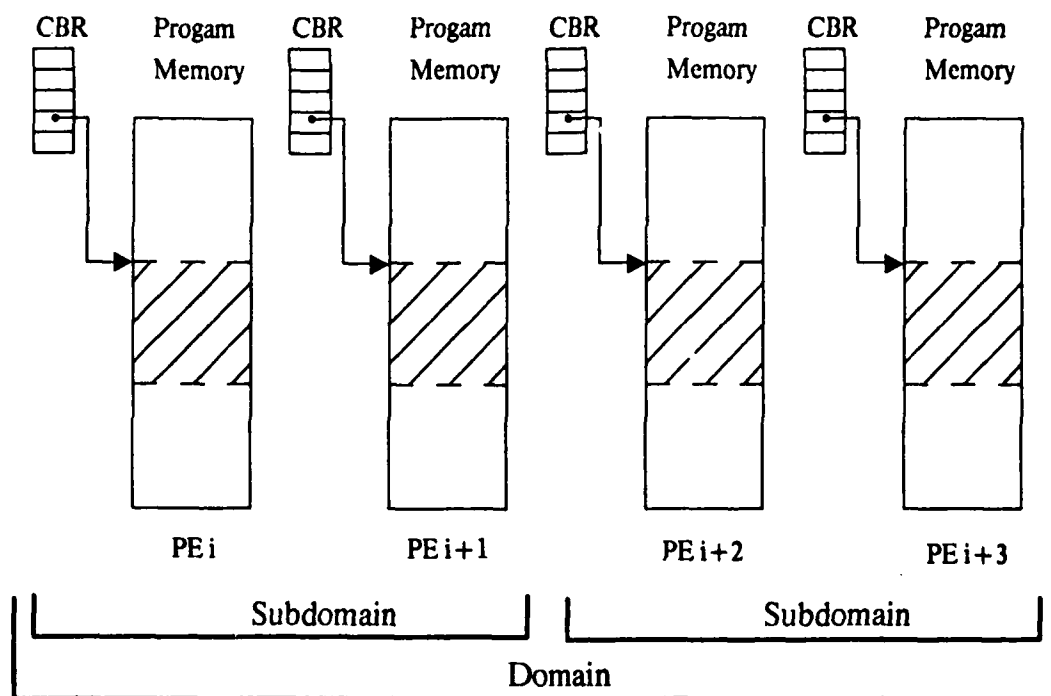 CBR Progam Memory CBR Progam Memory CBR Progam Memory CBR Progam Memory
PE i PE i+1 PE i+2 PE i+3
Subdomain Subdomain
Domain